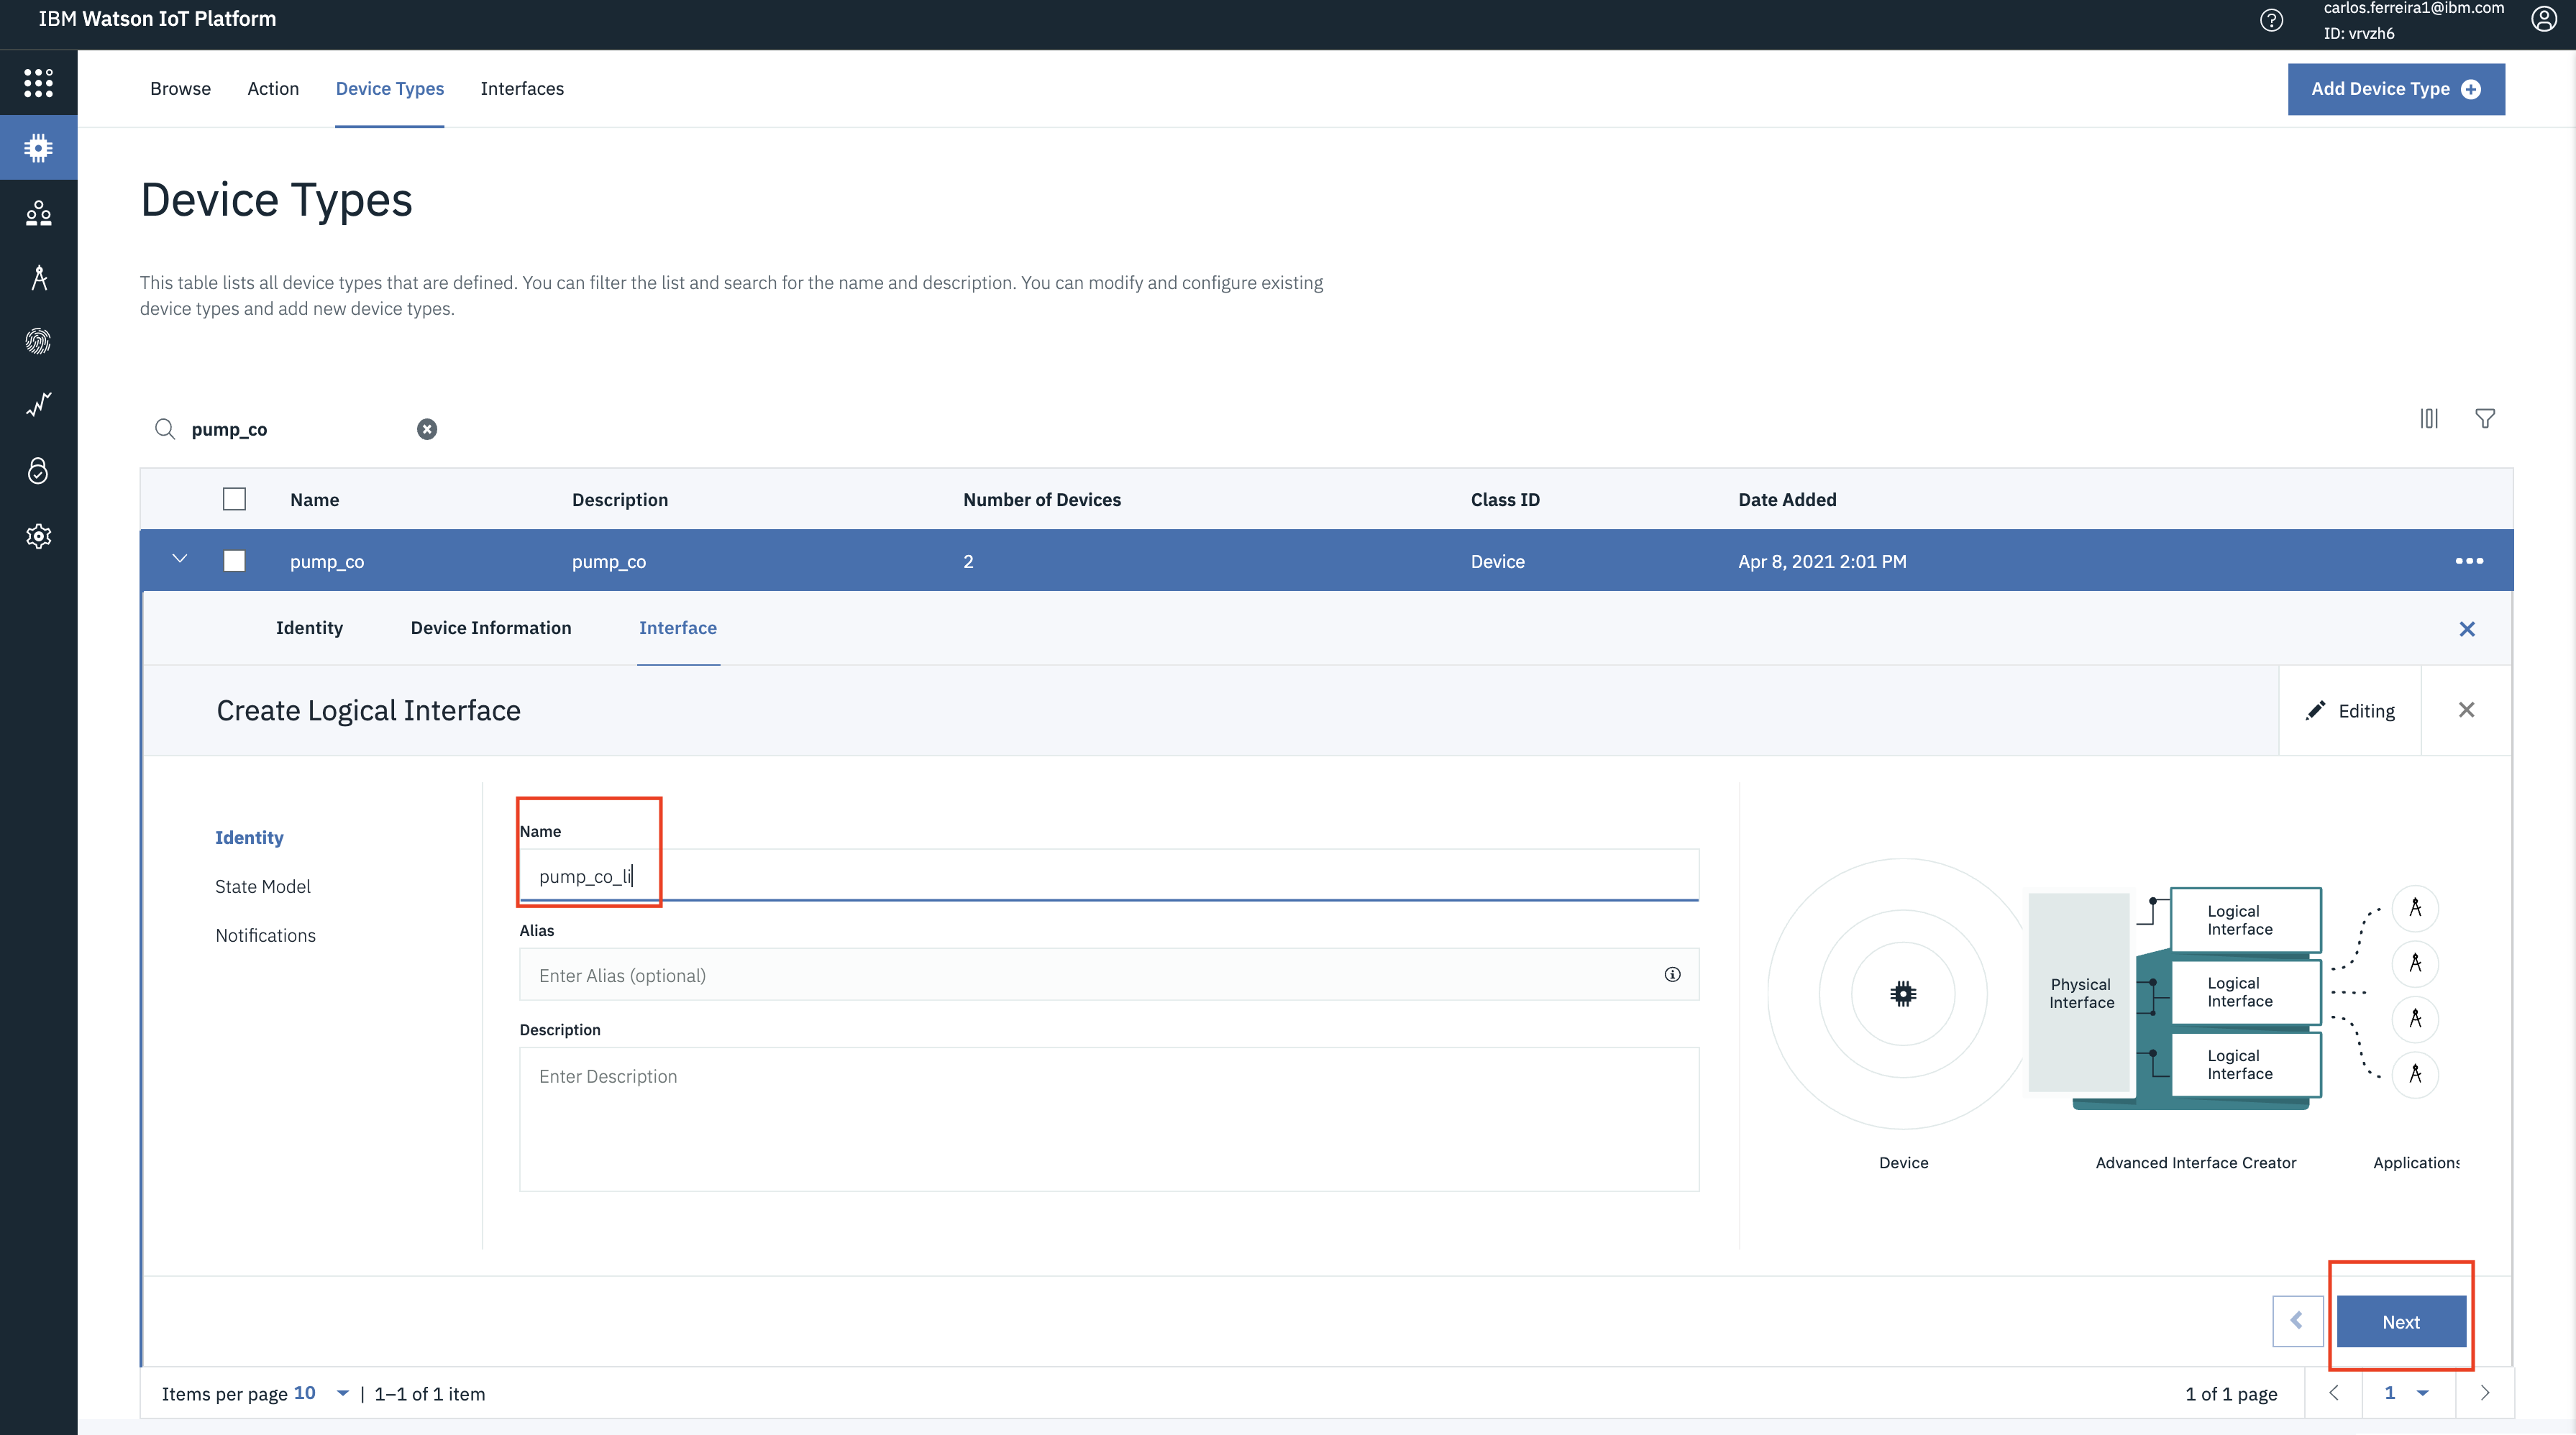 IBM Watson IoT Platform
carlos.ferreira1@ibm.com
ID: vrvzh6
Browse
Action
Device Types
Interfaces
Add Device Type
Device Types
This table lists all device types that are defined. You can filter the list and search for the name and description. You can modify and configure existing
device types and add new device types.
pump_co
Name
Description
Number of Devices
Class ID
Date Added
pump_co
pump_co
2
Device
Apr 8, 2021 2:01 PM
Identity
Device Information
Interface
Create Logical Interface
Editing
Identity
State Model
Notifications
Name
pump_co_li
Alias
Enter Alias (optional)
Description
Enter Description
Physical
Interface
Logical
Interface
Logical
Interface
Logical
Interface
Device
Advanced Interface Creator
Applications
Next
Items per page 10 | 1–1 of 1 item
1 of 1 page
1